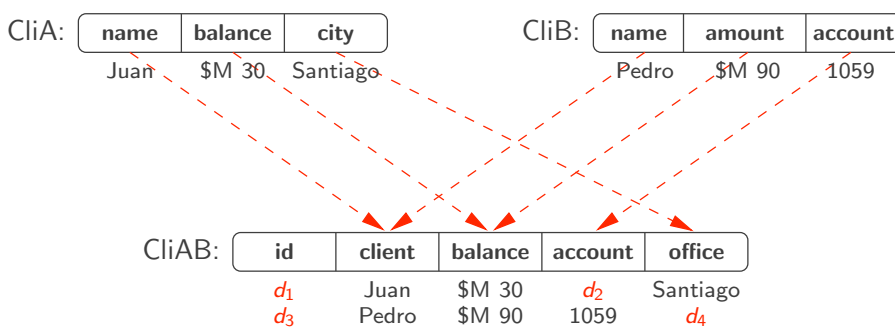 CliA: name balance city CliB: name amount account
Juan $M 30 Santiago Pedro $M 90 1059
CliAB: id client balance account office
d1 Juan $M 30 d2 Santiago
d3 Pedro $M 90 1059 d4